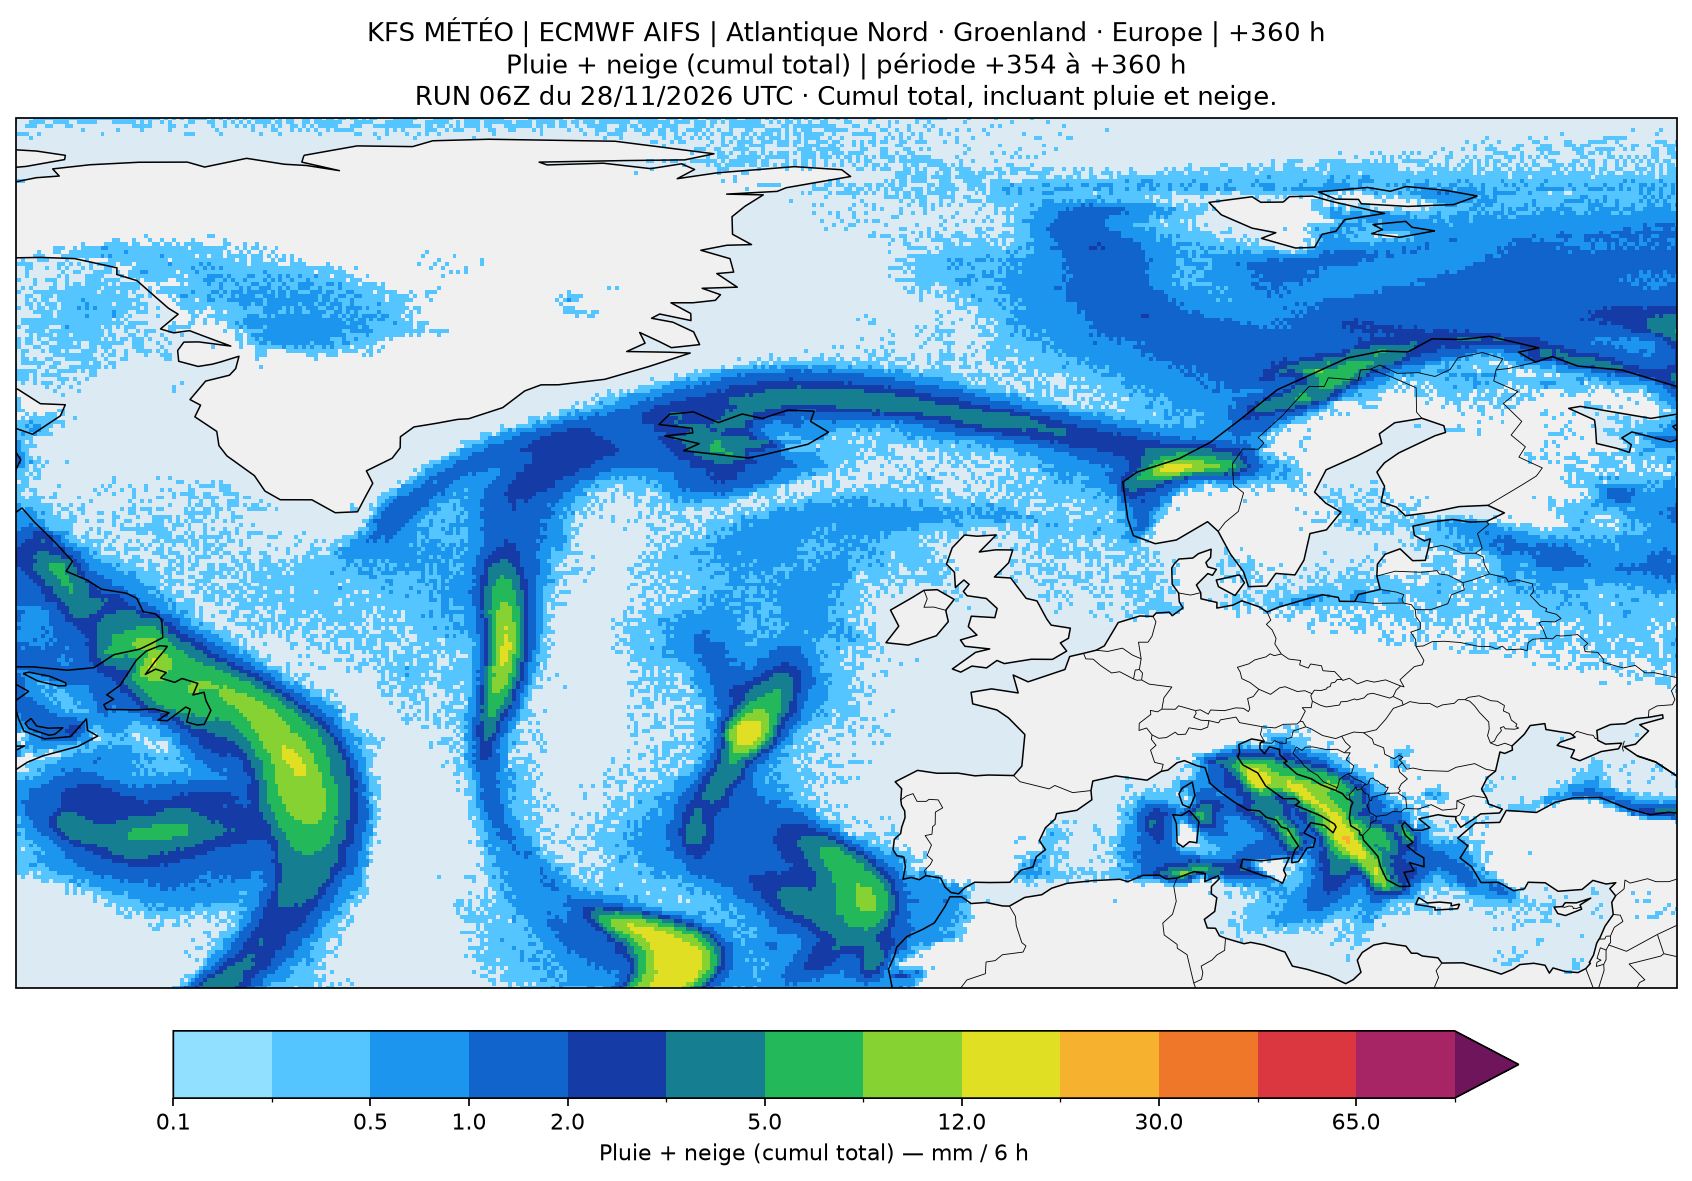 KFS MÉTÉO | ECMWF AIFS | Atlantique Nord · Groenland · Europe | +360 h
Pluie + neige (cumul total) | période +354 à +360 h
RUN 06Z du 28/11/2026 UTC · Cumul total, incluant pluie et neige.
0.1 0.5 1.0 2.0 5.0 12.0 30.0 65.0
Pluie + neige (cumul total) — mm / 6 h